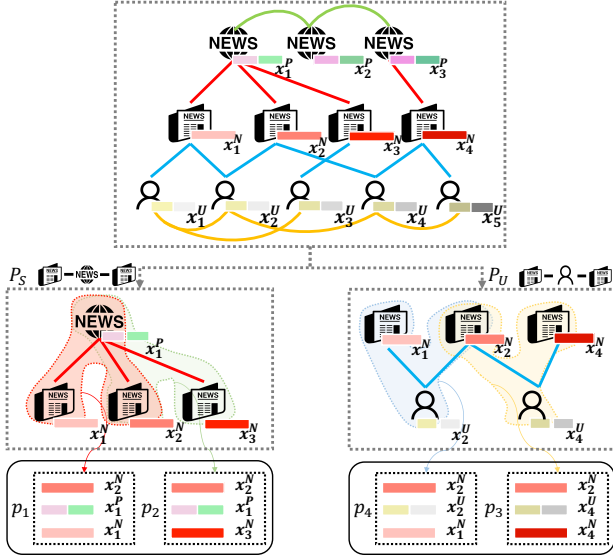 NEWS NEWS NEWS
x_1^P x_2^P x_3^P
NEWS NEWS NEWS NEWS
x_1^N x_2^N x_3^N x_4^N
x_1^U x_2^U x_3^U x_4^U x_5^U
P_S NEWS NEWS NEWS P_U NEWS NEWS
NEWS
x_1^P
NEWS NEWS NEWS
x_1^N x_2^N x_3^N
NEWS NEWS NEWS
x_1^N x_2^N x_4^N
x_2^U x_4^U
p_1
x_2^N
x_1^P
x_1^N
p_2
x_2^N
x_1^P
x_3^N
p_4
x_2^N
x_2^U
x_1^N
p_3
x_2^N
x_4^U
x_4^N